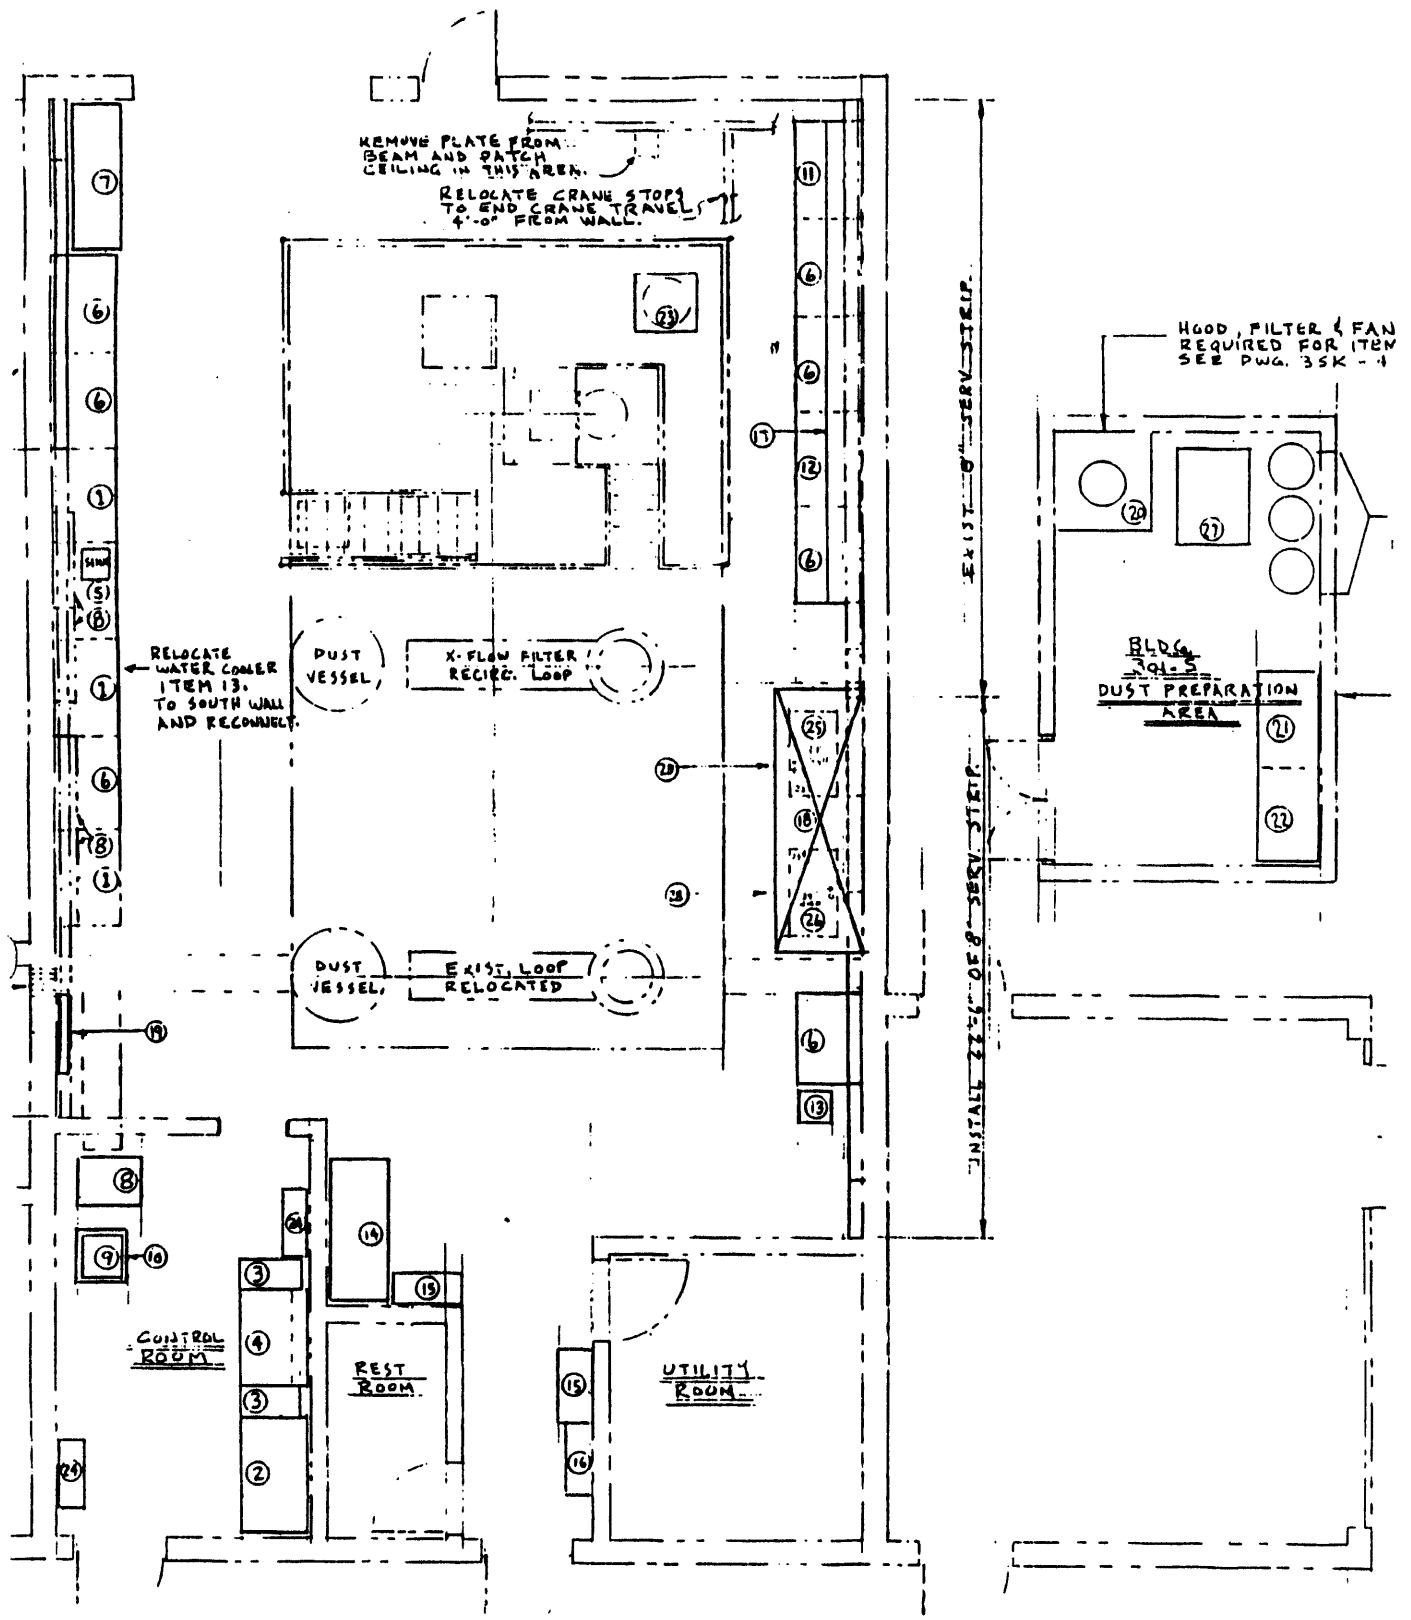 REMOVE PLATE FROM
BEAM AND PATCH
CEILING IN THIS AREA.
RELOCATE CRANE STOPS
TO END CRANE TRAVEL
4'-0" FROM WALL.
7
11
6
6
23
6
6
EXIST. 8" SERV. STRIP.
HOOD, FILTER & FAN
REQUIRED FOR ITEM
SEE DWG. 3SK-
17
1
12
20
27
SINK
5
8
6
RELOCATE
WATER COOLER
ITEM 13.
TO SOUTH WALL
AND RECONNECT.
1
DUST
VESSEL
X-FLOW FILTER
RECIRC. LOOP
BLDG.
301-S
DUST PREPARATION
AREA
25
21
6
28
18
22
8
1
28
26
DUST
VESSEL
EXIST. LOOP
RELOCATED
INSTALL 22'-6" OF 8" SERV. STRIP.
19
6
13
8
24
14
9
10
3
15
4
CONTROL
ROOM
REST
ROOM
UTILITY
ROOM
15
3
2
24
16